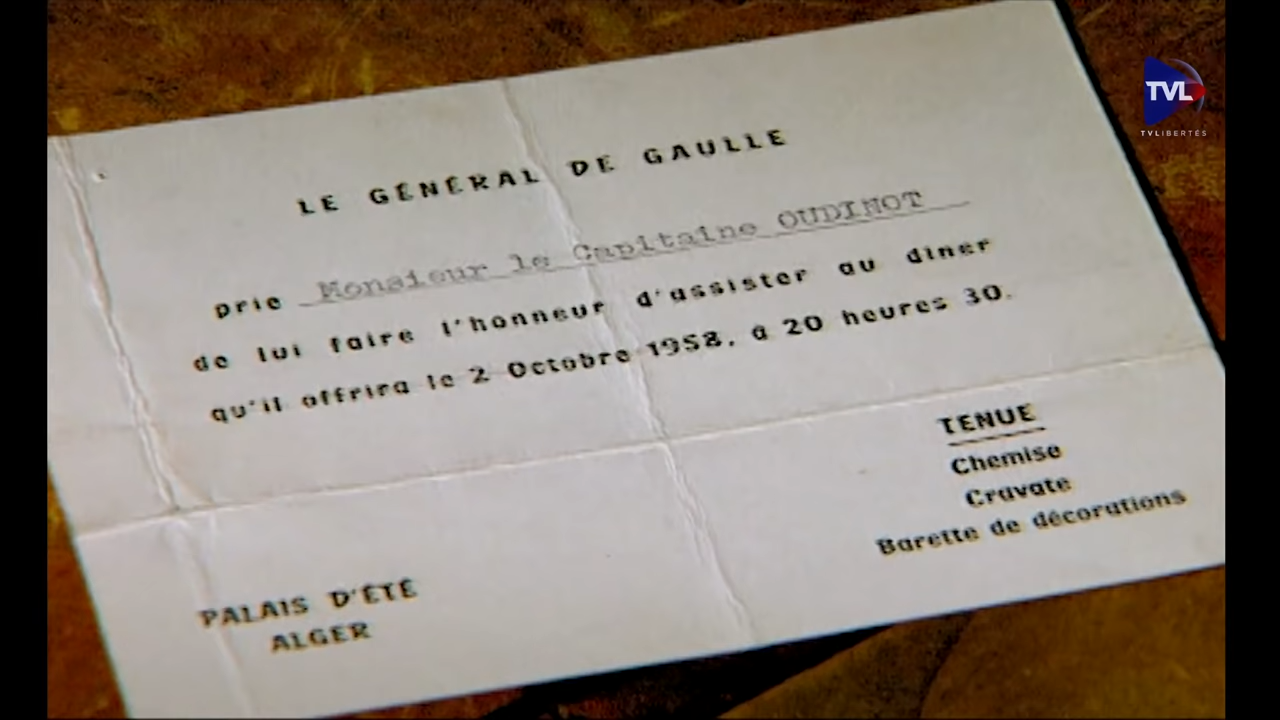 TVL
TVLIBERTÉS
LE GÉNÉRAL DE GAULLE
prie Monsieur le Capitaine OUDINOT
de lui faire l'honneur d'assister au diner
qu'il offrira le 2 Octobre 1958, à 20 heures 30.
TENUE
Chemise
Cravate
Barette de décorations
PALAIS D'ÉTÉ
ALGER